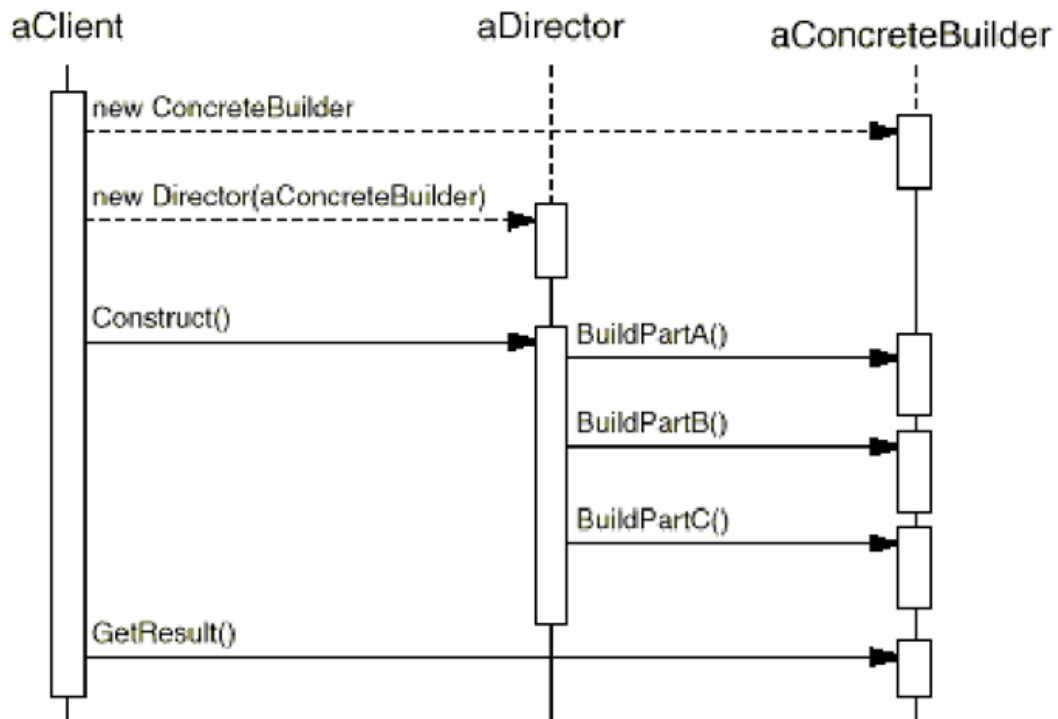 aClient
aDirector
aConcreteBuilder
new ConcreteBuilder
new Director(aConcreteBuilder)
Construct()
BuildPartA()
BuildPartB()
BuildPartC()
GetResult()